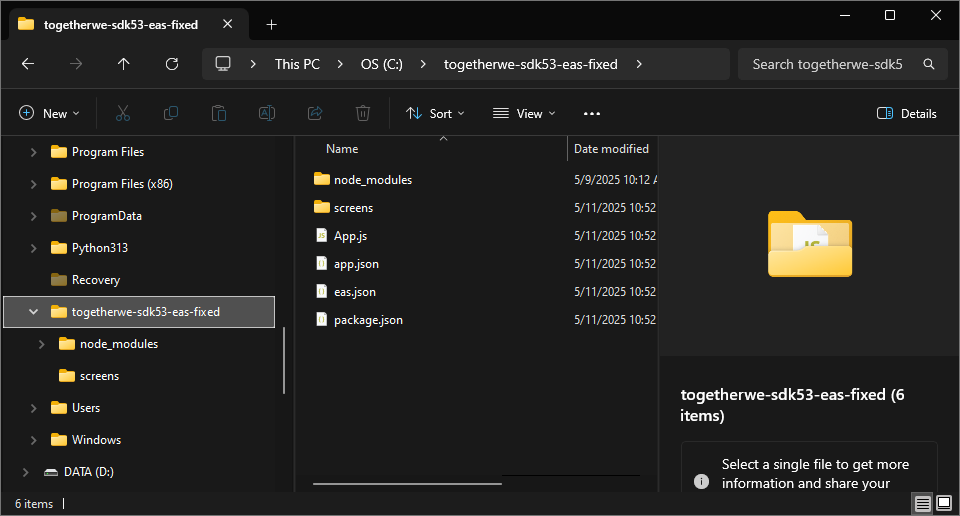 togetherwe-sdk53-eas-fixed
This PC
OS (C:)
togetherwe-sdk53-eas-fixed
Search togetherwe-sdk5
New
Sort
View
Details
Program Files
Program Files (x86)
ProgramData
Python313
Recovery
togetherwe-sdk53-eas-fixed
node_modules
screens
Users
Windows
DATA (D:)
Name Date modified
node_modules 5/9/2025 10:12 A
screens 5/11/2025 10:52
App.js 5/11/2025 10:52
app.json 5/11/2025 10:52
eas.json 5/11/2025 10:52
package.json 5/11/2025 10:52
JS
togetherwe-sdk53-eas-fixed (6
items)
Select a single file to get more
information and share your
6 items